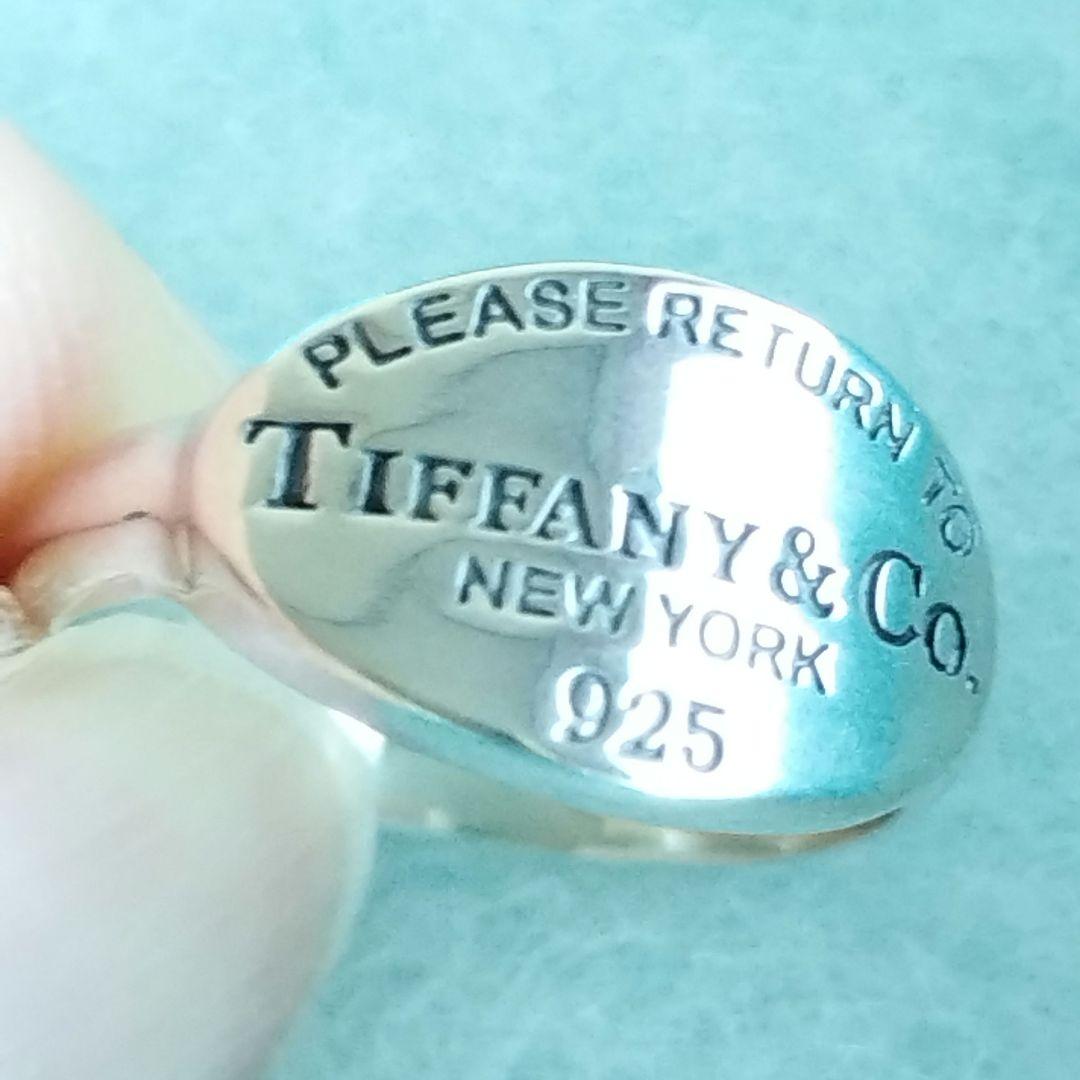 PLEASE RETURN TO
TIFFANY & CO.
NEW YORK
925